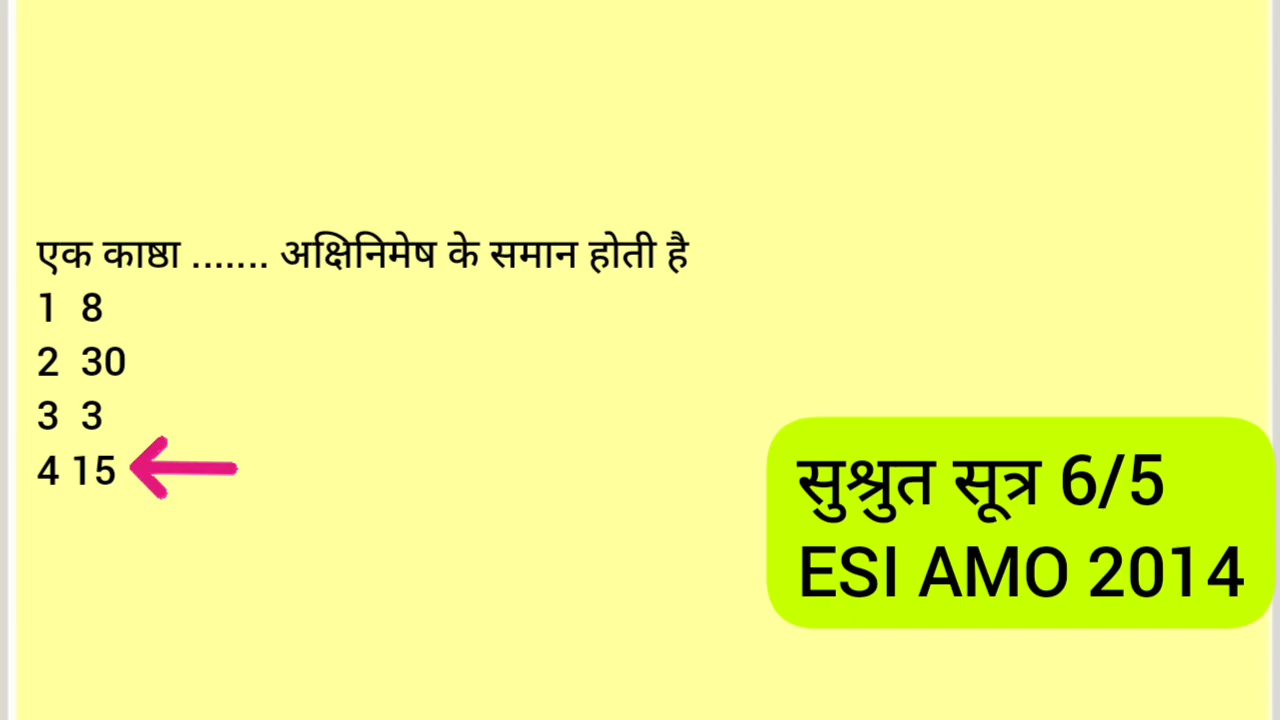 एक काष्ठा ....... अक्षिनिमेष के समान होती है
1  8
2  30
3  3
4 15
सुश्रुत सूत्र 6/5
ESI AMO 2014